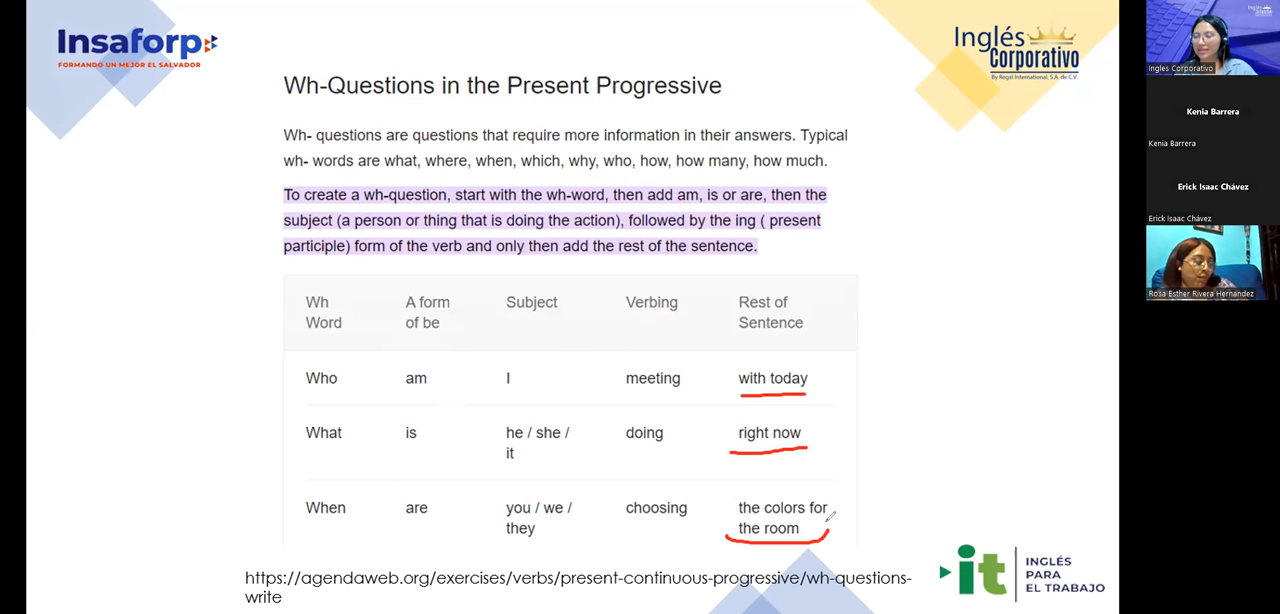 Insaforp
FORMANDO UN MEJOR EL SALVADOR
Inglés
Corporativo
By Regal International, S.A. de C.V.
Wh-Questions in the Present Progressive
Wh- questions are questions that require more information in their answers. Typical
wh- words are what, where, when, which, why, who, how, how many, how much.
To create a wh-question, start with the wh-word, then add am, is or are, then the
subject (a person or thing that is doing the action), followed by the ing ( present
participle) form of the verb and only then add the rest of the sentence.
Wh Word A form of be Subject Verbing Rest of Sentence
Who am I meeting with today
What is he / she / it doing right now
When are you / we / they choosing the colors for the room
https://agendaweb.org/exercises/verbs/present-continuous-progressive/wh-questions-
write
it
INGLÉS
PARA
EL TRABAJO
Ingles Corporativo
Kenia Barrera
Kenia Barrera
Erick Isaac Chávez
Erick Isaac Chávez
Rosa Esther Rivera Hernandez